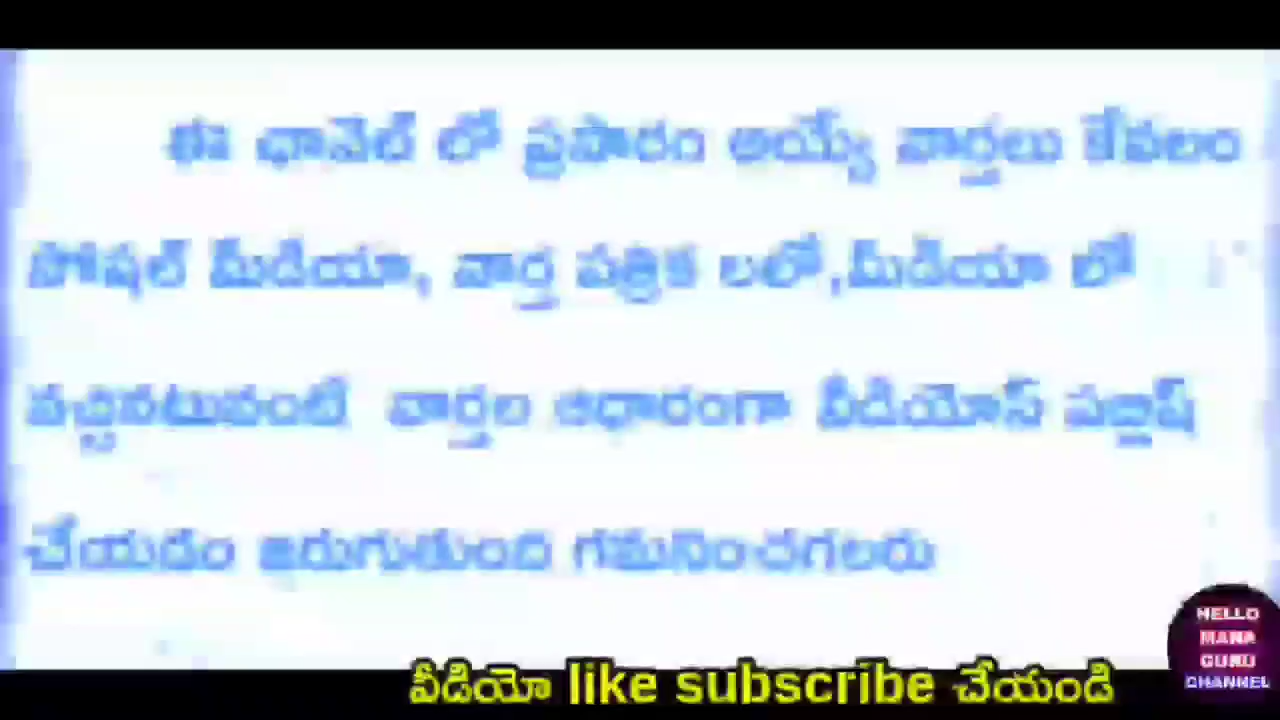 ఈ ఛానెల్ లో ప్రసారం అయ్యే వార్తలు కేవలం
సోషల్ మీడియా, వార్త పత్రిక లలో,మీడియా లో
వచ్చినటువంటి వార్తల ఆధారంగా వీడియోస్ పబ్లిష్
చేయడం జరుగుతుంది గమనించగలరు
HELLO
MANA
GURU
CHANNEL
వీడియో like subscribe చేయండి